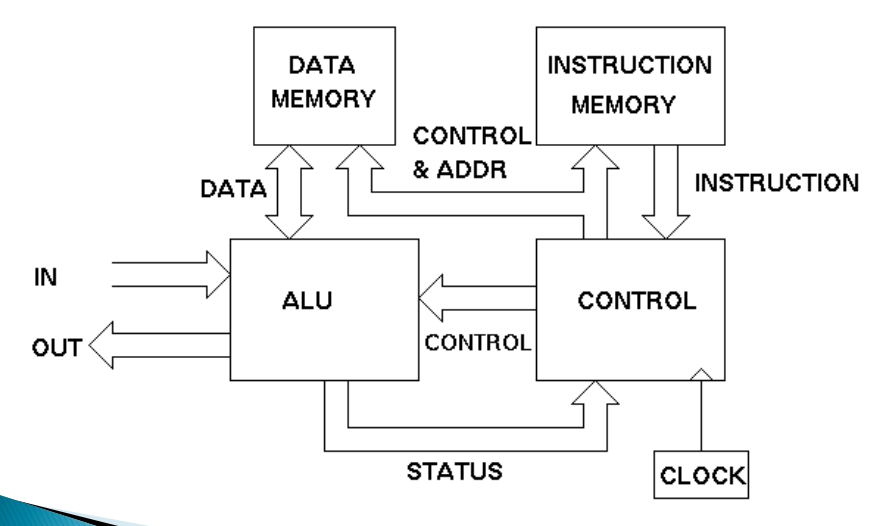 DATA
MEMORY
INSTRUCTION
MEMORY
CONTROL
& ADDR
DATA
INSTRUCTION
IN
ALU
CONTROL
OUT
CONTROL
STATUS
CLOCK